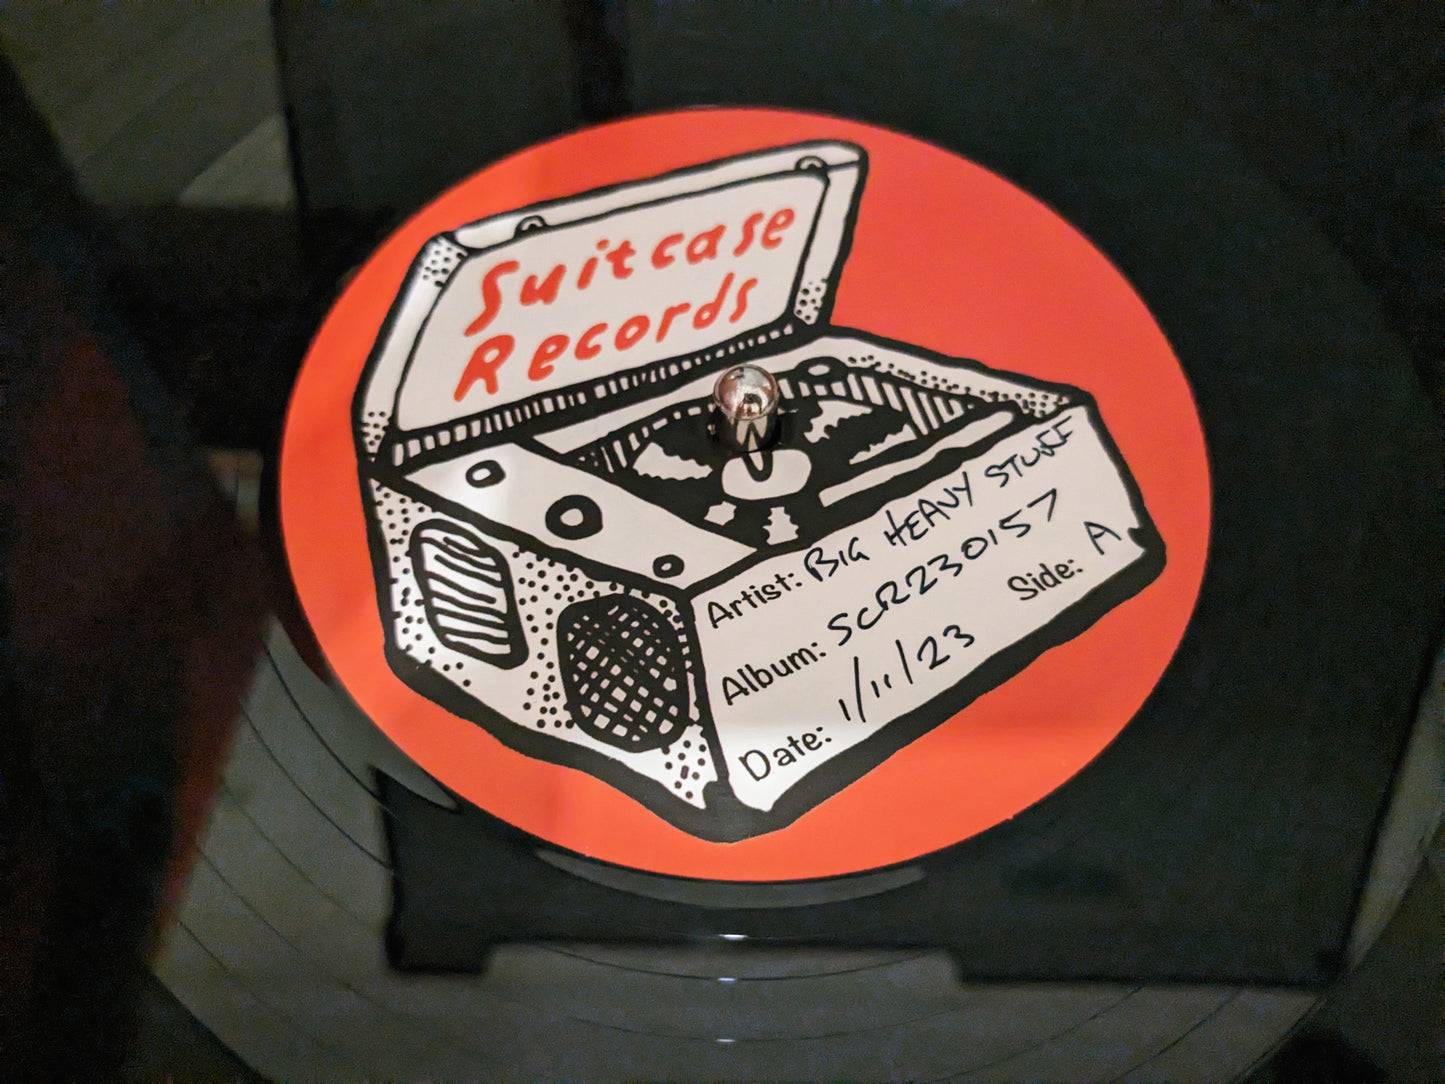 Suitcase
Records
Artist: BIG HEAVY STUFF
Album: SCR230157
Date: 1/11/23 Side: A